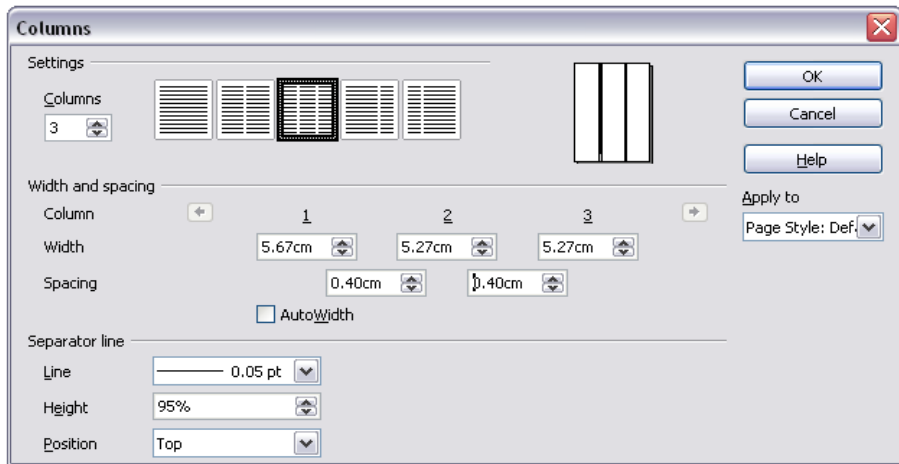 Columns
Settings
OK
Columns
3
Cancel
Help
Width and spacing
Apply to
Column 1 2 3
Page Style: Def.
Width 5.67cm 5.27cm 5.27cm
Spacing 0.40cm 0.40cm
AutoWidth
Separator line
Line 0.05 pt
Height 95%
Position Top